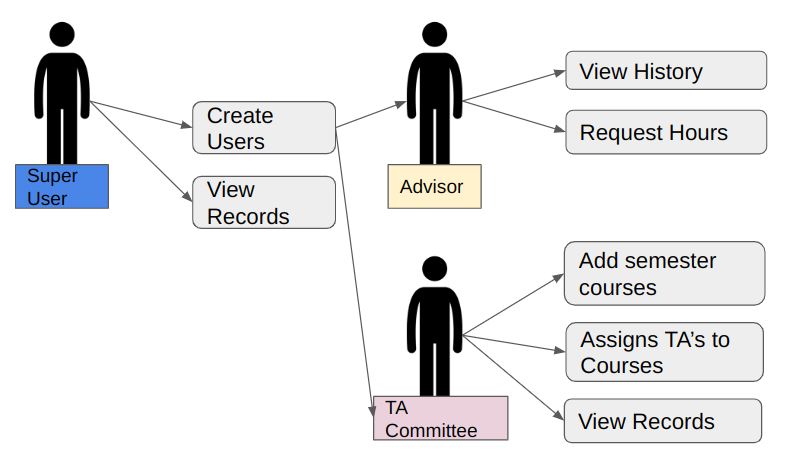 Super
User
Create
Users
View
Records
Advisor
View History
Request Hours
TA
Committee
Add semester
courses
Assigns TA’s to
Courses
View Records